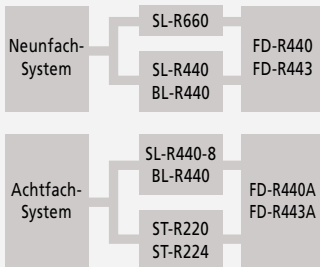 Neunfach-
System
SL-R660
SL-R440
BL-R440
FD-R440
FD-R443
Achtfach-
System
SL-R440-8
BL-R440
ST-R220
ST-R224
FD-R440A
FD-R443A